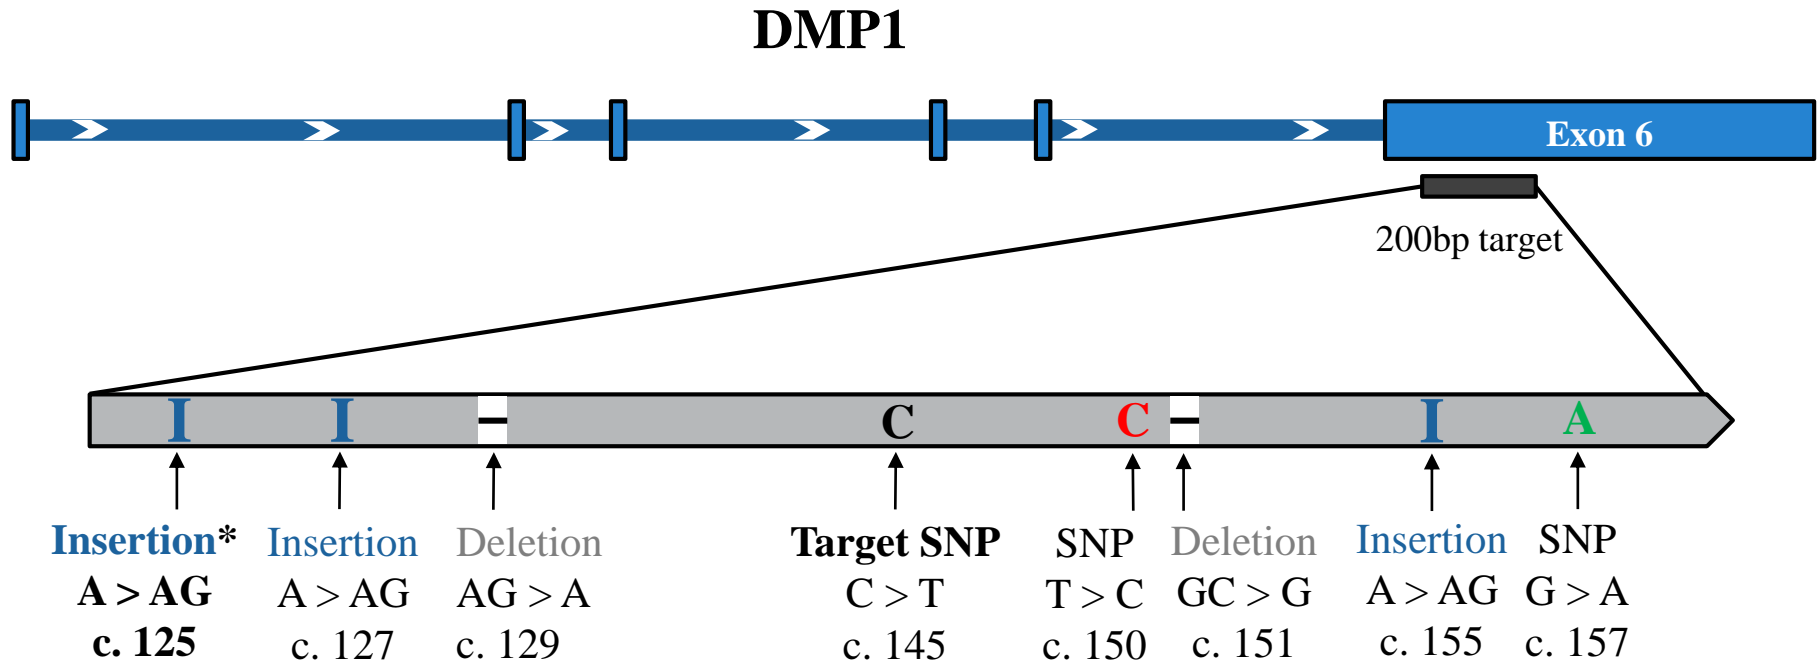 DMP1
Exon 6
200bp target
I I – C C – I A
Insertion* Insertion Deletion Target SNP SNP Deletion Insertion SNP
A > AG A > AG AG > A C > T T > C GC > G A > AG G > A
c. 125 c. 127 c. 129 c. 145 c. 150 c. 151 c. 155 c. 157